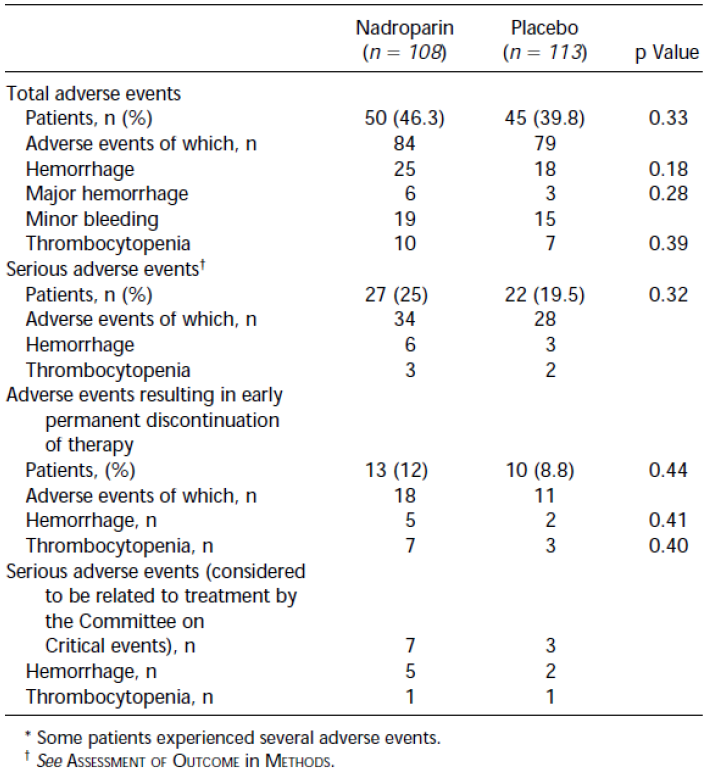 Nadroparin Placebo
(n = 108) (n = 113) p Value
Total adverse events
Patients, n (%) 50 (46.3) 45 (39.8) 0.33
Adverse events of which, n 84 79
Hemorrhage 25 18 0.18
Major hemorrhage 6 3 0.28
Minor bleeding 19 15
Thrombocytopenia 10 7 0.39
Serious adverse events†
Patients, n (%) 27 (25) 22 (19.5) 0.32
Adverse events of which, n 34 28
Hemorrhage 6 3
Thrombocytopenia 3 2
Adverse events resulting in early
permanent discontinuation
of therapy
Patients, (%) 13 (12) 10 (8.8) 0.44
Adverse events of which, n 18 11
Hemorrhage, n 5 2 0.41
Thrombocytopenia, n 7 3 0.40
Serious adverse events (considered
to be related to treatment by
the Committee on
Critical events), n 7 3
Hemorrhage, n 5 2
Thrombocytopenia, n 1 1
* Some patients experienced several adverse events.
† See ASSESSMENT OF OUTCOME in METHODS.